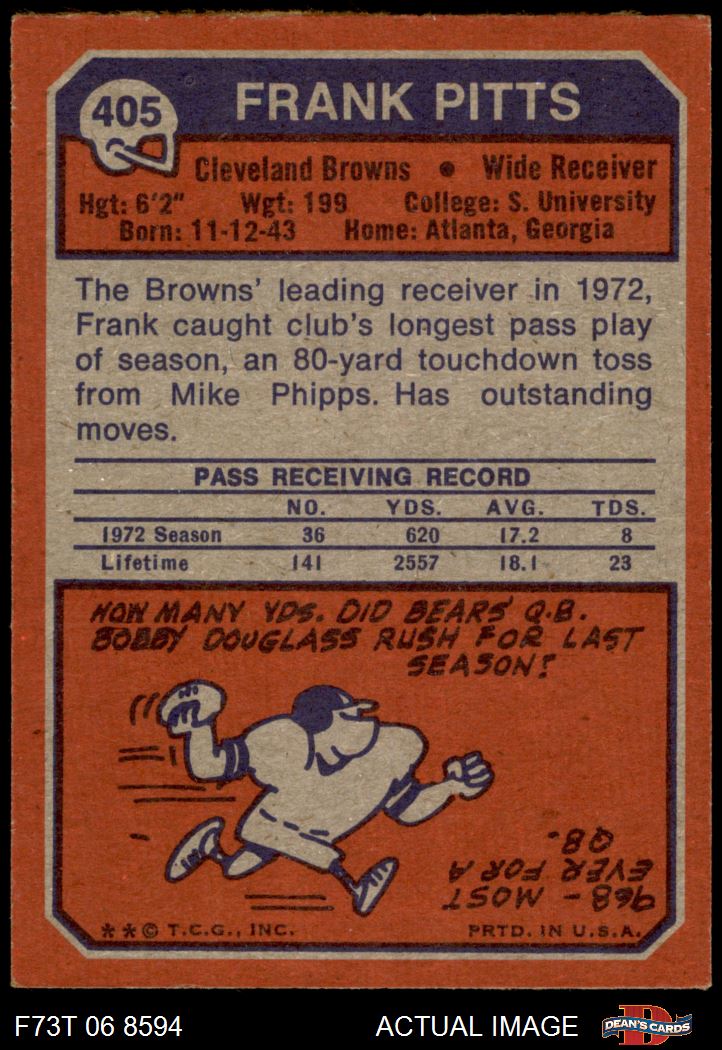 405
FRANK PITTS
Cleveland Browns • Wide Receiver
Hgt: 6'2" Wgt: 199 College: S. University
Born: 11-12-43 Home: Atlanta, Georgia
The Browns' leading receiver in 1972,
Frank caught club's longest pass play
of season, an 80-yard touchdown toss
from Mike Phipps. Has outstanding
moves.
PASS RECEIVING RECORD
NO. YDS. AVG. TDS.
1972 Season 36 620 17.2 8
Lifetime 141 2557 18.1 23
HOW MANY YDS. DID BEARS' Q.B.
BOBBY DOUGLASS RUSH FOR LAST
SEASON?
968 - MOST
EVER FOR A
QB.
** © T.C.G., INC. PRTD. IN U.S.A.
F73T 06 8594 ACTUAL IMAGE D DEAN'S CARDS